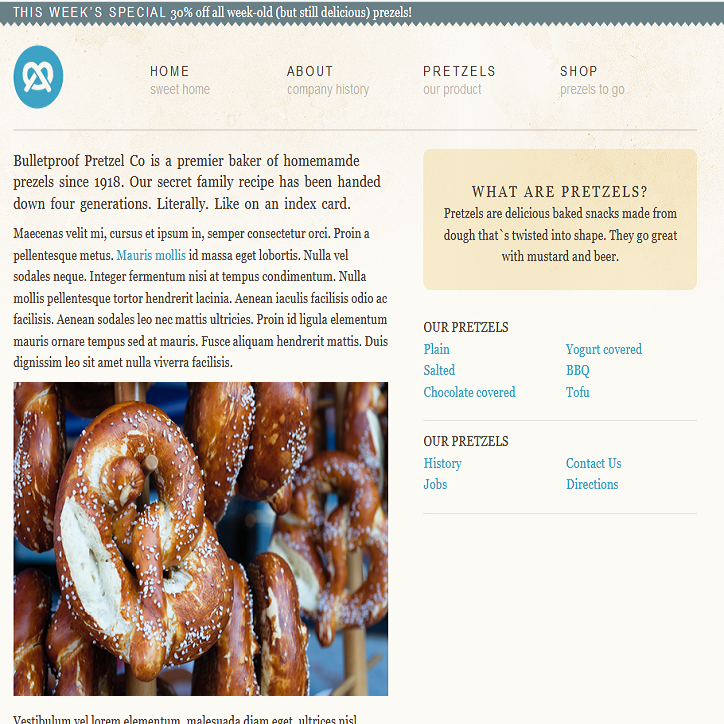 THIS WEEK'S SPECIAL 30% off all week-old (but still delicious) prezels!
HOME
sweet home
ABOUT
company history
PRETZELS
our product
SHOP
prezels to go
Bulletproof Pretzel Co is a premier baker of homemamde
prezels since 1918. Our secret family recipe has been handed
down four generations. Literally. Like on an index card.
Maecenas velit mi, cursus et ipsum in, semper consectetur orci. Proin a
pellentesque metus. Mauris mollis id massa eget lobortis. Nulla vel
sodales neque. Integer fermentum nisi at tempus condimentum. Nulla
mollis pellentesque tortor hendrerit lacinia. Aenean iaculis facilisis odio ac
facilisis. Aenean sodales leo nec mattis ultricies. Proin id ligula elementum
mauris ornare tempus sed at mauris. Fusce aliquam hendrerit mattis. Duis
dignissim leo sit amet nulla viverra facilisis.
Vestibulum vel lorem elementum, malesuada diam eget, ultrices nisl
WHAT ARE PRETZELS?
Pretzels are delicious baked snacks made from
dough that`s twisted into shape. They go great
with mustard and beer.
OUR PRETZELS
Plain
Salted
Chocolate covered
Yogurt covered
BBQ
Tofu
OUR PRETZELS
History
Jobs
Contact Us
Directions